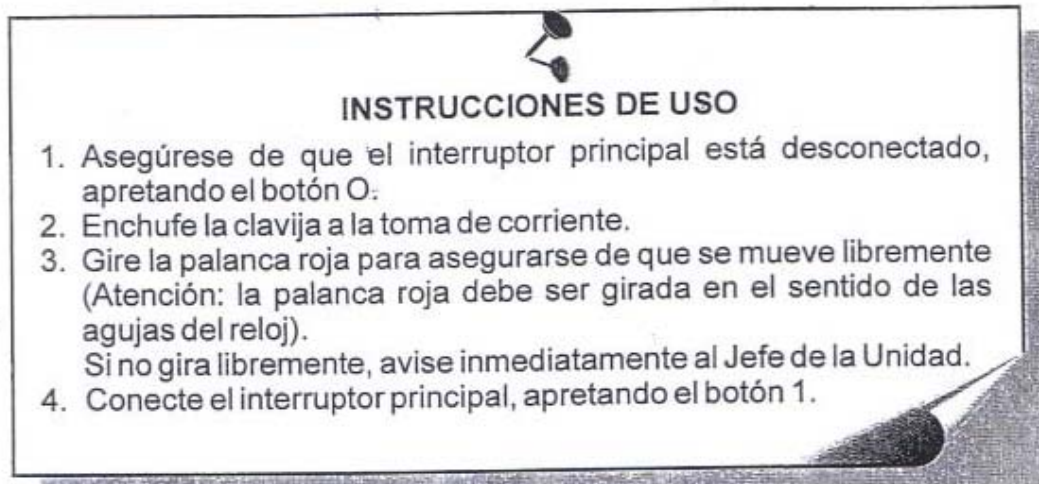 INSTRUCCIONES DE USO
1. Asegúrese de que el interruptor principal está desconectado,
apretando el botón O.
2. Enchufe la clavija a la toma de corriente.
3. Gire la palanca roja para asegurarse de que se mueve libremente
(Atención: la palanca roja debe ser girada en el sentido de las
agujas del reloj).
Si no gira libremente, avise inmediatamente al Jefe de la Unidad.
4. Conecte el interruptor principal, apretando el botón 1.